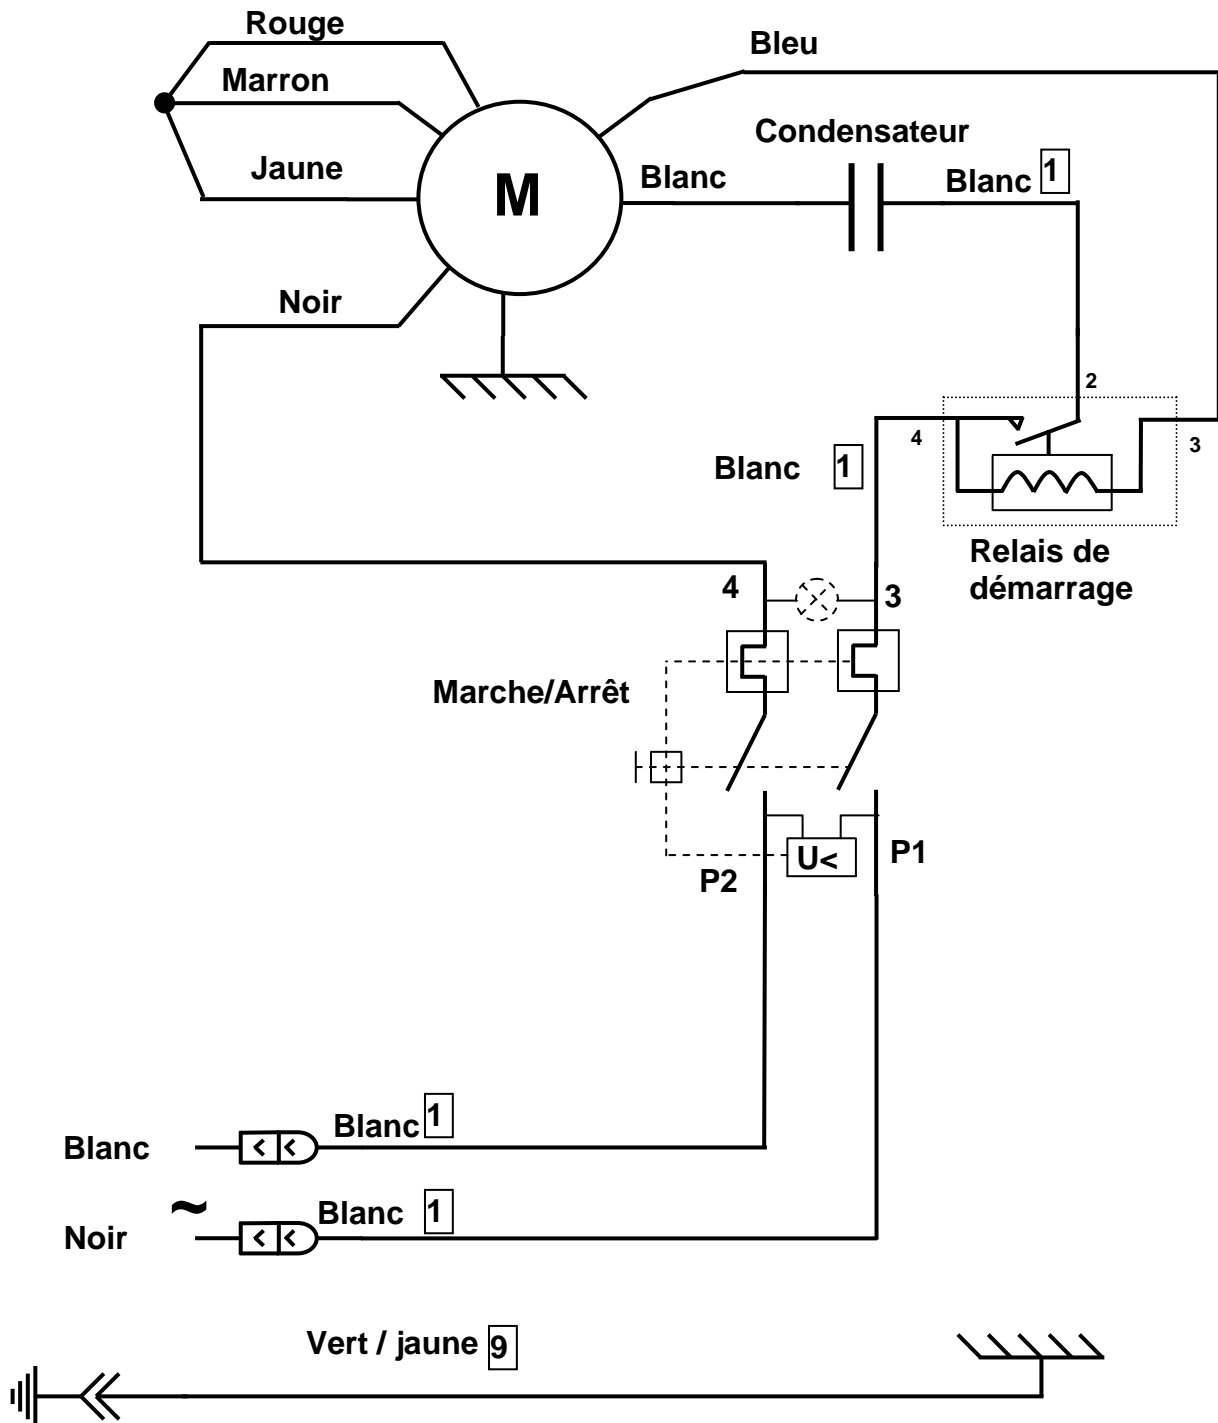 Rouge
Bleu
Marron
Condensateur
Jaune
M
Blanc
Blanc 1
Noir
2
4
3
Blanc 1
Relais de
démarrage
4
3
Marche/Arrêt
U<
P1
P2
Blanc
Blanc 1
~
Noir
Blanc 1
Vert / jaune 9